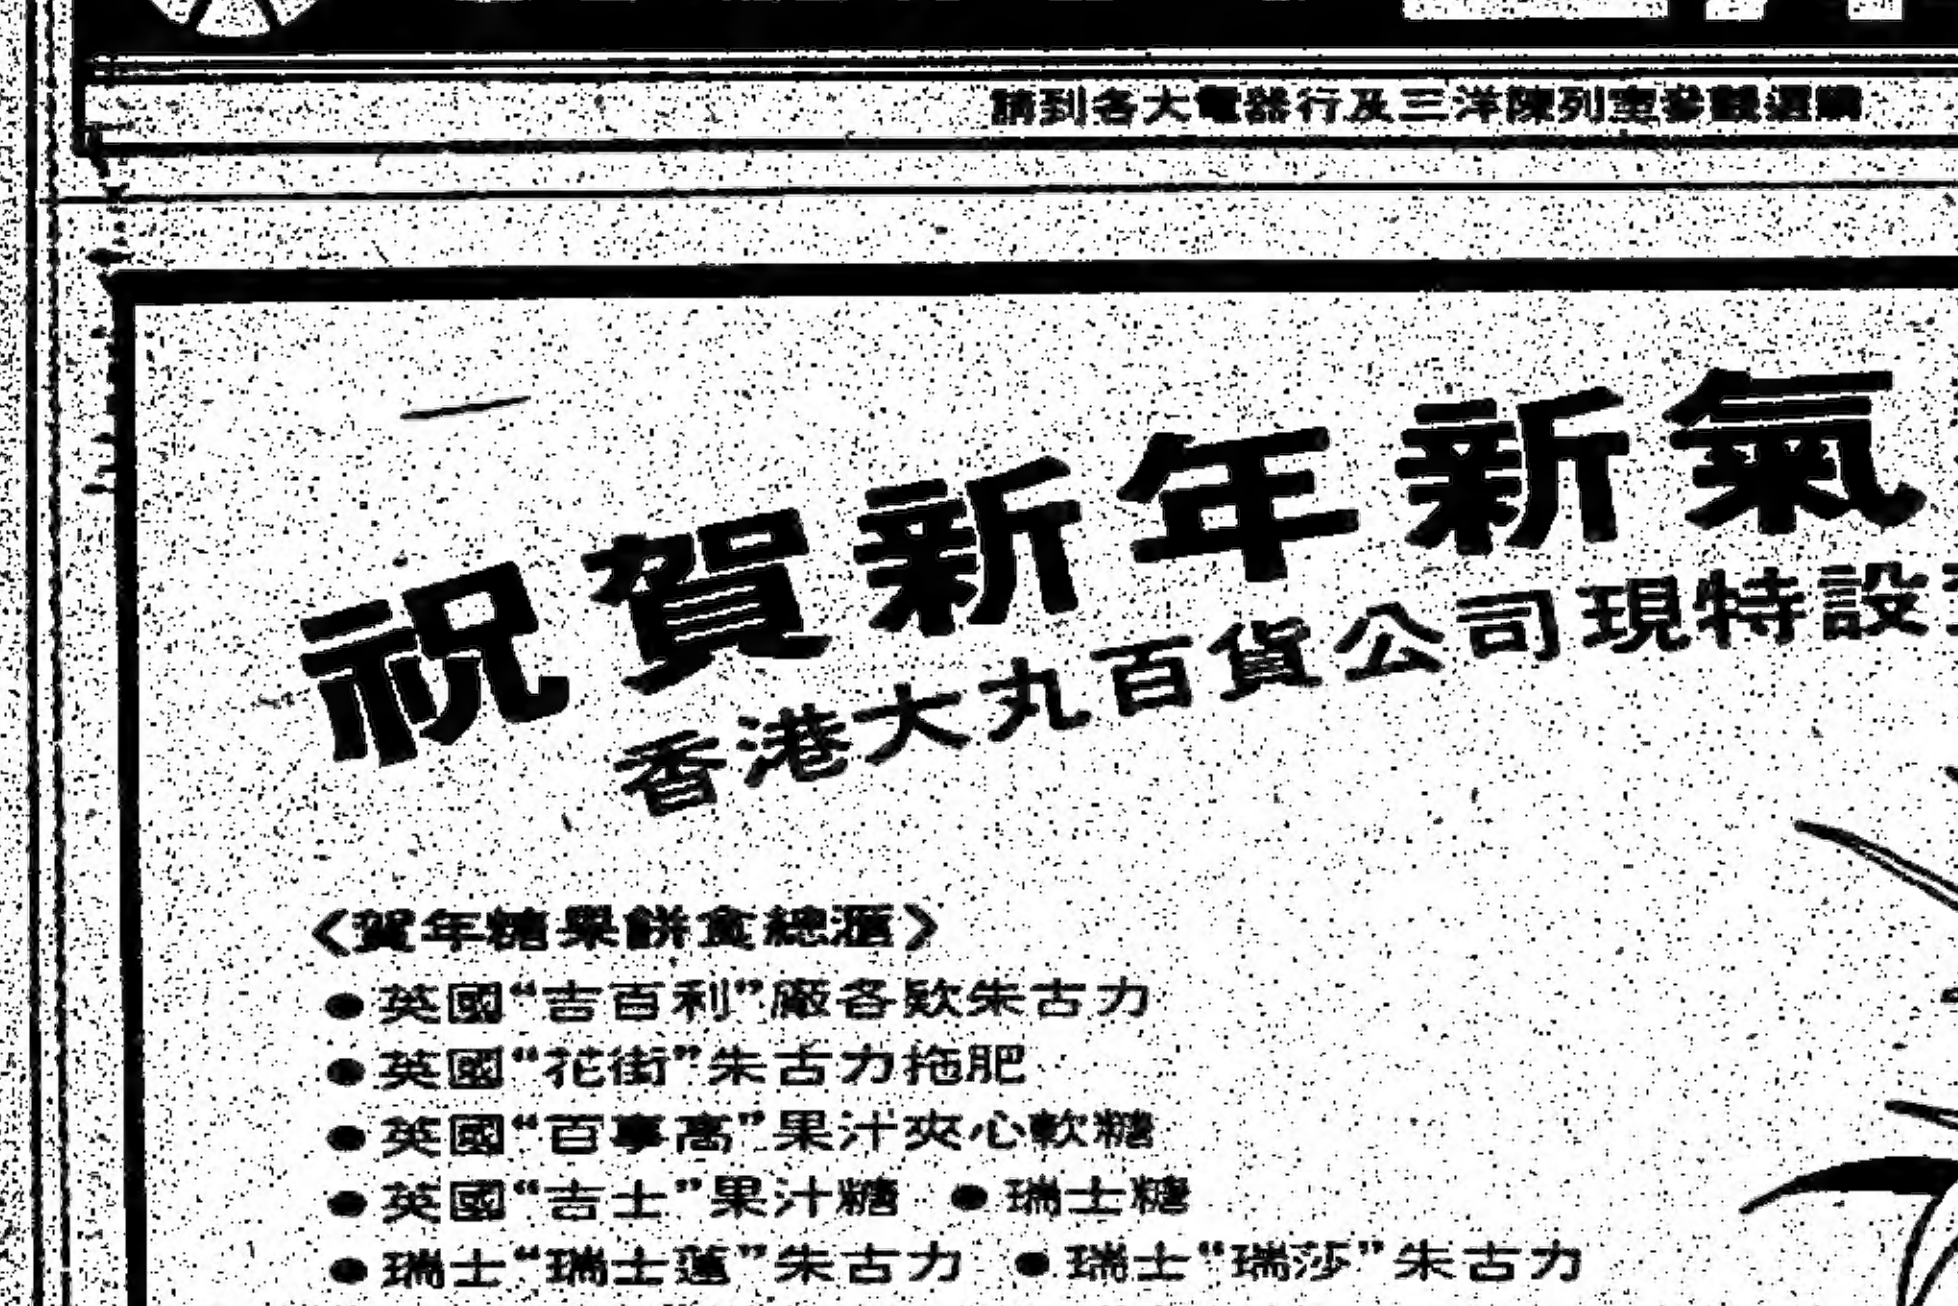 請到各大電器行及三洋陳列室參觀選購
祝賀新年新氣
香港大丸百貨公司現特設
<賀年糖菓餅食總滙>
●英國“吉百利”廠各欵朱古力
●英國“花街”朱古力拖肥
●英國“百事高”果汁夾心軟糖
●英國“吉士”果汁糖 ●瑞士糖
●瑞士“瑞士蓮”朱古力 ●瑞士“瑞莎”朱古力